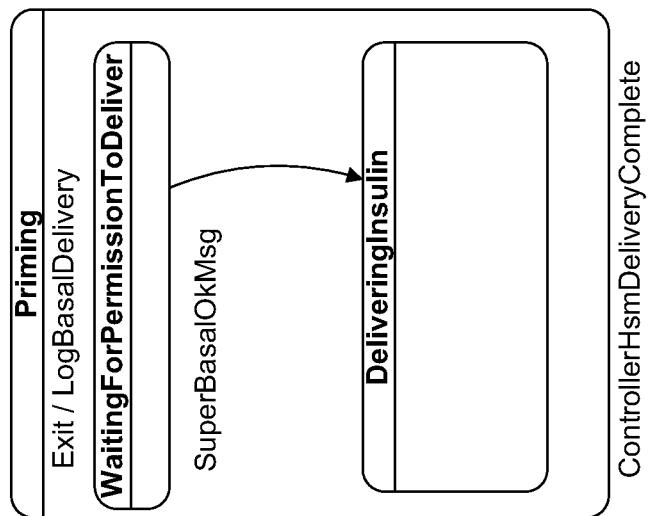 Priming
Exit / LogBasalDelivery
WaitingForPermissionToDeliver
SuperBasalOkMsg
DeliveringInsulin
ControllerHsmDeliveryComplete